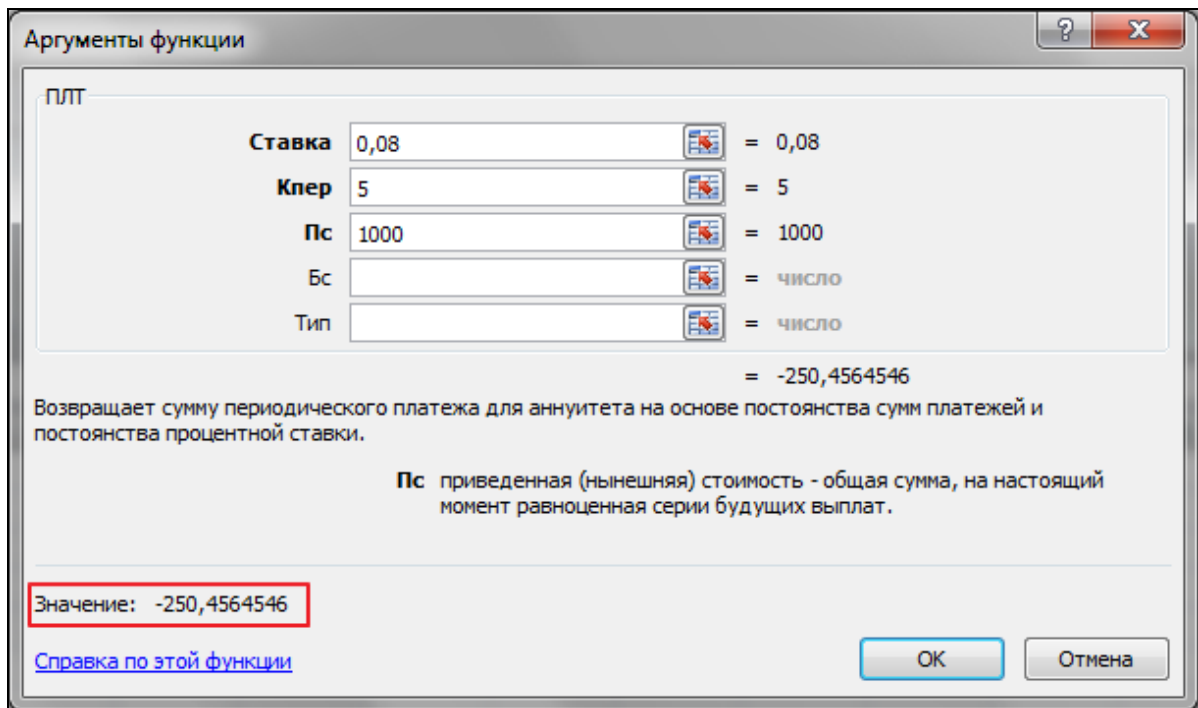 Аргументы функции
ПЛТ
Ставка 0,08 = 0,08
Кпер 5 = 5
Пс 1000 = 1000
Бс = число
Тип = число
= -250,4564546
Возвращает сумму периодического платежа для аннуитета на основе постоянства сумм платежей и
постоянства процентной ставки.
Пс приведенная (нынешняя) стоимость - общая сумма, на настоящий
момент равноценная серии будущих выплат.
Значение: -250,4564546
Справка по этой функции
ОК
Отмена